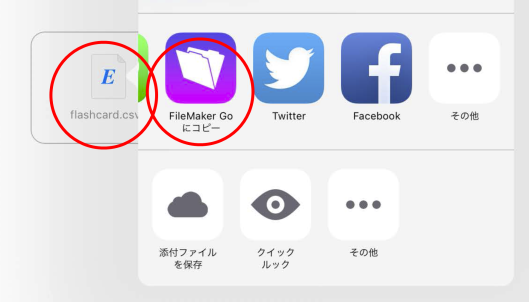 E
flashcard.csv
FileMaker Go
にコピー
Twitter
Facebook
その他
添付ファイル
を保存
クイック
ルック
その他